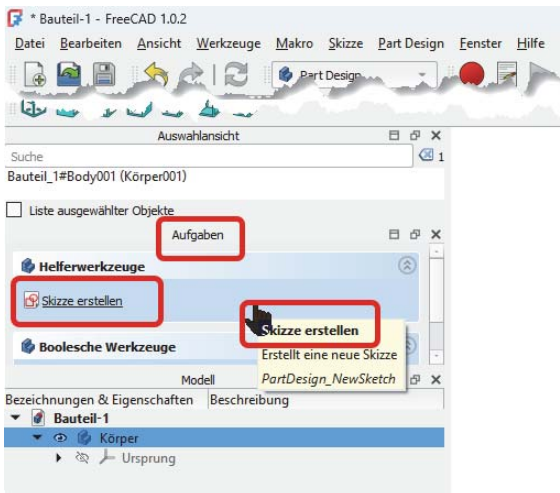 * Bauteil-1 - FreeCAD 1.0.2
Datei Bearbeiten Ansicht Werkzeuge Makro Skizze Part Design Fenster Hilfe
Part Design
Auswahlansicht
Suche
1
Bauteil_1#Body001 (Körper001)
Liste ausgewählter Objekte
Aufgaben
Helferwerkzeuge
Skizze erstellen
Skizze erstellen
Boolesche Werkzeuge
Erstellt eine neue Skizze
Modell
PartDesign_NewSketch
Bezeichnungen & Eigenschaften Beschreibung
Bauteil-1
Körper
Ursprung